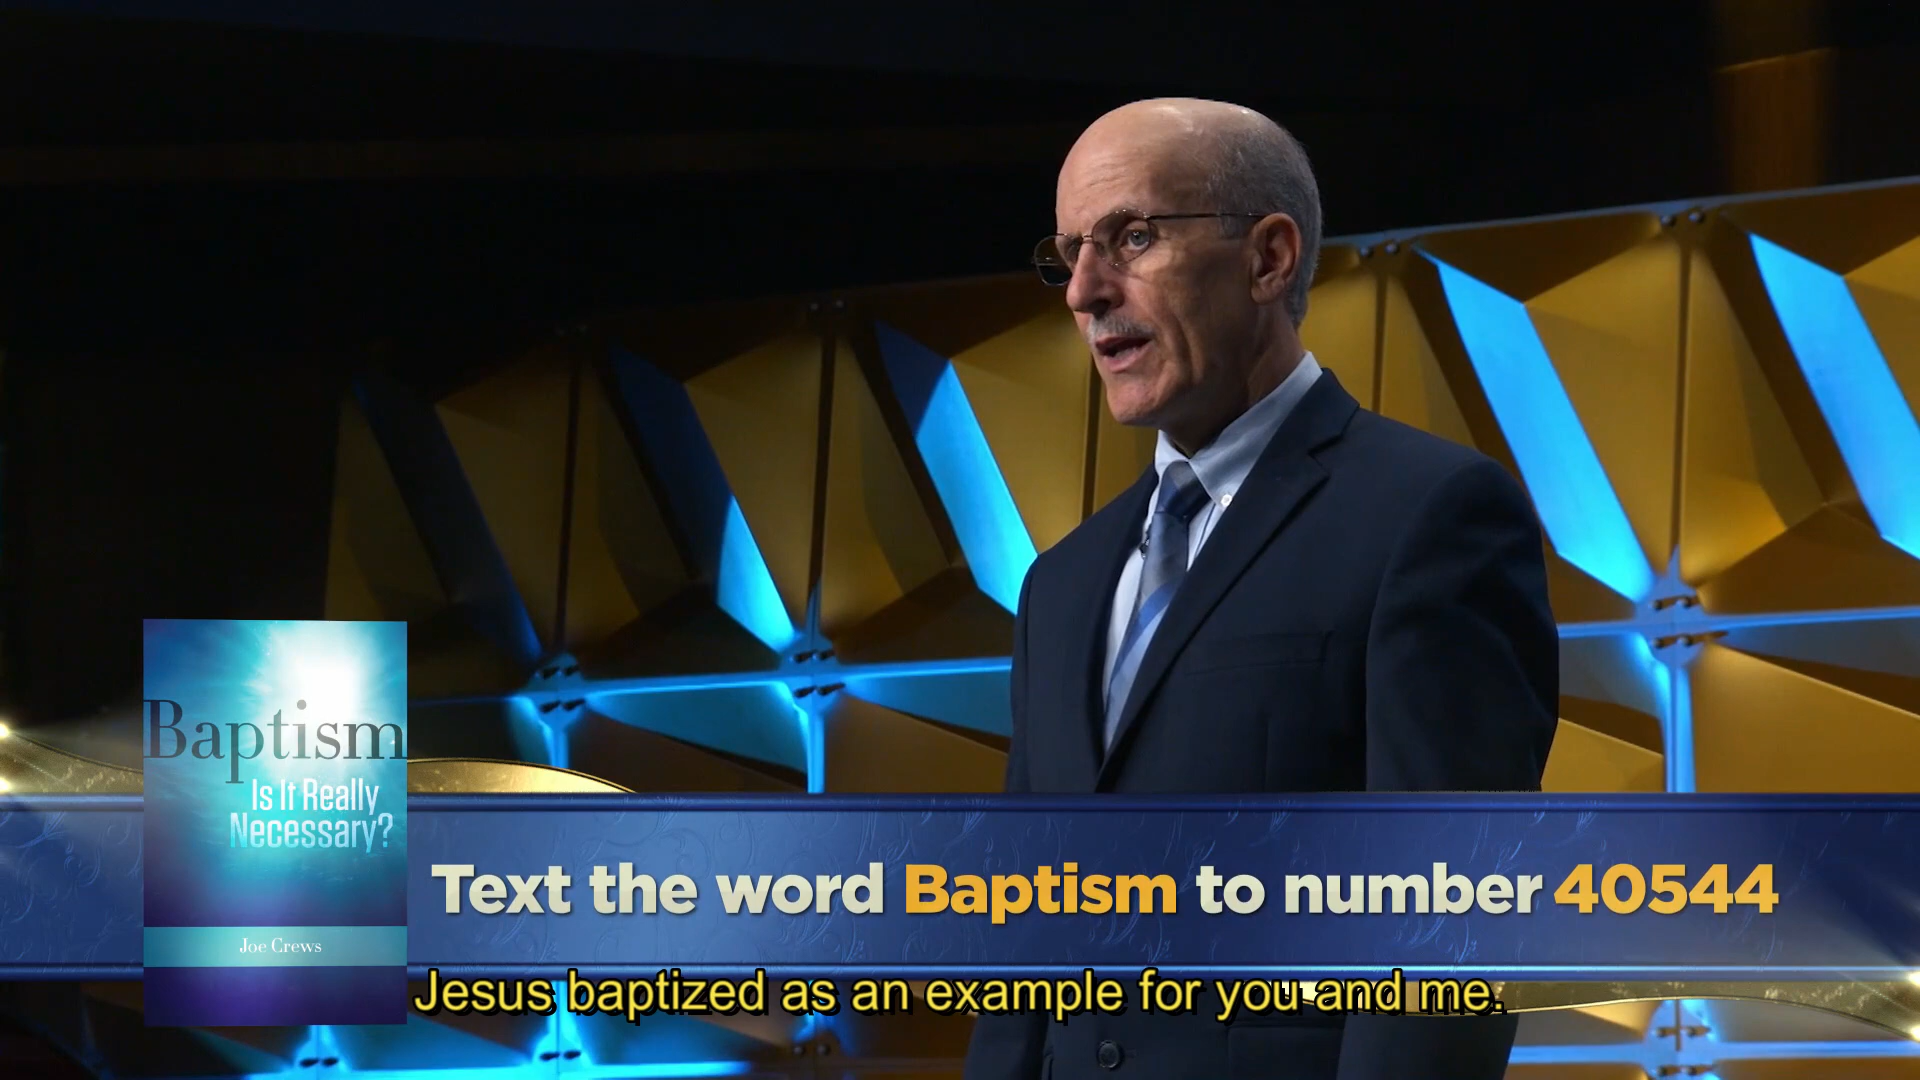 Baptism
Is It Really
Necessary?
Joe Crews
Text the word Baptism to number 40544
Jesus baptized as an example for you and me.